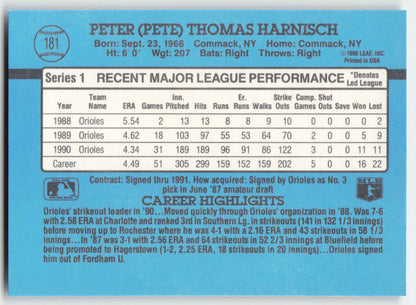 181
PETER (PETE) THOMAS HARNISCH
Born: Sept. 23, 1966 Commack, NY Home: Commack, NY
Ht: 6'0" Wgt: 207 Bats: Right Throws: Right
© 1990 LEAF, INC.
Printed in USA
Series 1 RECENT MAJOR LEAGUE PERFORMANCE *Denotes Led League
Year Team Name ERA Games Inn. Pitched Hits Runs Er. Runs Walks Strike Outs Comp. Games Shut Outs Save Won Lost
1988 Orioles 5.54 2 13 13 8 8 9 10 0 0 0 0 2
1989 Orioles 4.62 18 103 97 55 53 64 70 2 0 0 5 9
1990 Orioles 4.34 31 189 189 96 91 86 122 3 0 0 11 11
Career 4.49 51 305 299 159 152 159 202 5 0 0 16 22
Contract: Signed thru 1991. How acquired: Signed by Orioles as No. 3
pick in June '87 amateur draft
CAREER HIGHLIGHTS
Orioles' strikeout leader in '90...Moved quickly through Orioles' organization in '88. Was 7-6
with 2.58 ERA at Charlotte and ranked 3rd in Southern Lg. in strikeouts (141 in 132 1/3 innings)
before moving up to Rochester where he was 4-1 with a 2.16 ERA and 43 strikeouts in 58 1/3
innings...In '87 was 3-1 with 2.56 ERA and 64 strikeouts in 52 2/3 innings at Bluefield before
being promoted to Hagerstown (1-2, 2.25 ERA, 18 strikeouts in 20 innings)...Orioles signed
him out of Fordham U.